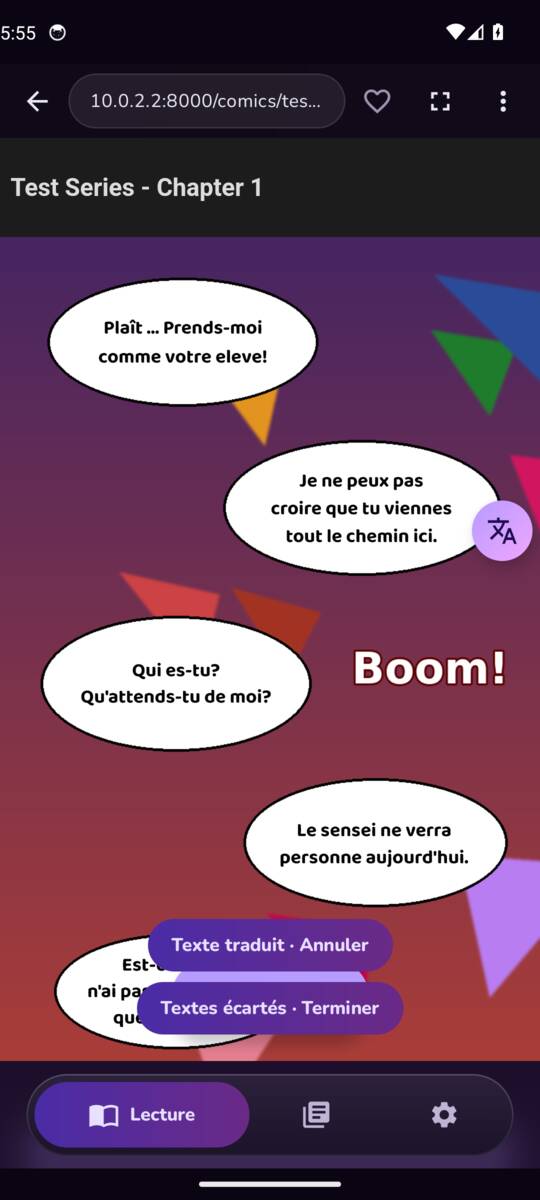 5:55
10.0.2.2:8000/comics/tes...
Test Series - Chapter 1
Plaît ... Prends-moi
comme votre eleve!
Je ne peux pas
croire que tu viennes
tout le chemin ici.
Qui es-tu?
Qu'attends-tu de moi?
Boom!
Le sensei ne verra
personne aujourd'hui.
Texte traduit · Annuler
n'ai
Textes écartés · Terminer
Lecture